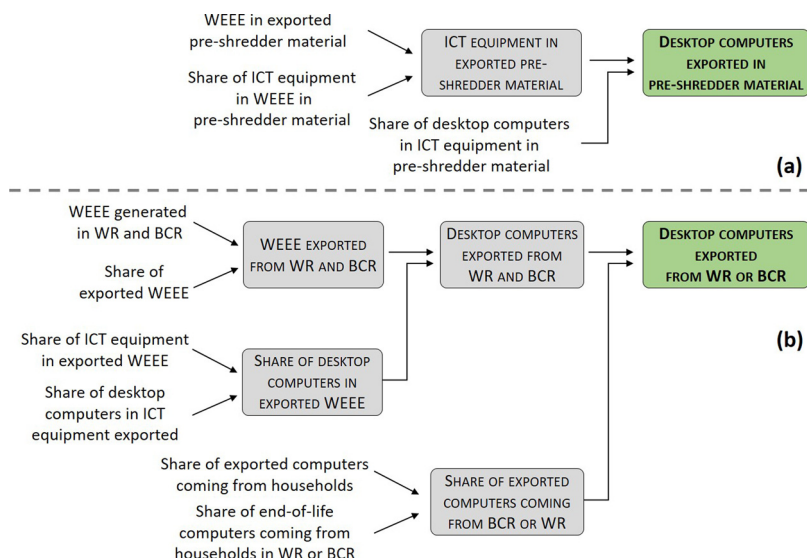 WEEE in exported
pre-shredder material
Share of ICT equipment
in WEEE in
pre-shredder material
ICT EQUIPMENT IN
EXPORTED PRE-
SHREDDER MATERIAL
Share of desktop computers
in ICT equipment in
pre-shredder material
DESKTOP COMPUTERS
EXPORTED IN
PRE-SHREDDER MATERIAL
(a)
WEEE generated
in WR and BCR
Share of
exported WEEE
WEEE EXPORTED
FROM WR AND BCR
DESKTOP COMPUTERS
EXPORTED FROM
WR AND BCR
DESKTOP COMPUTERS
EXPORTED
FROM WR OR BCR
Share of ICT equipment
in exported WEEE
Share of desktop
computers in ICT
equipment exported
SHARE OF DESKTOP
COMPUTERS IN
EXPORTED WEEE
(b)
Share of exported computers
coming from households
Share of end-of-life
computers coming from
households in WR or BCR
SHARE OF EXPORTED
COMPUTERS COMING
FROM BCR OR WR